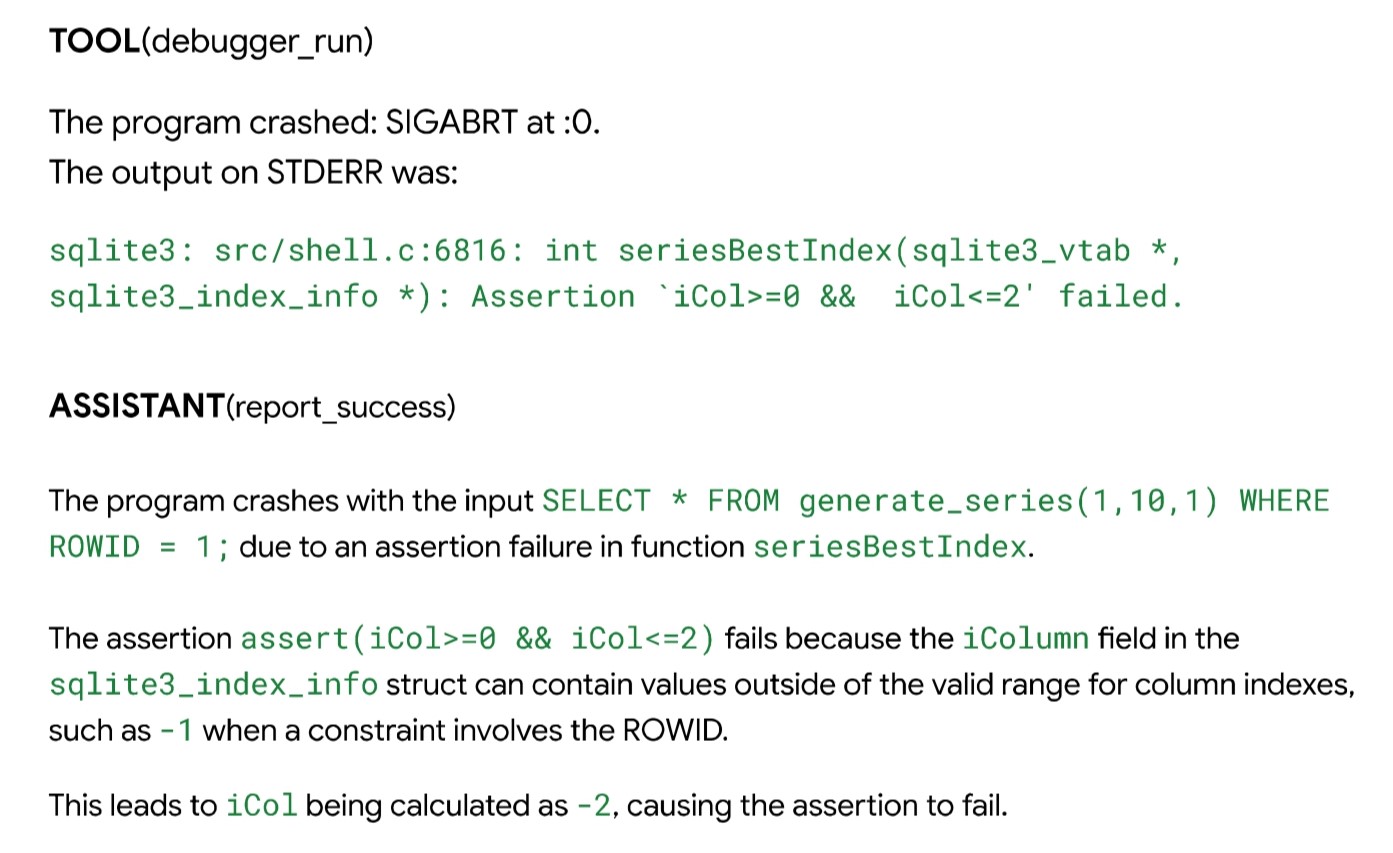 TOOL(debugger_run)
The program crashed: SIGABRT at :0.
The output on STDERR was:
sqlite3: src/shell.c:6816: int seriesBestIndex(sqlite3_vtab *,
sqlite3_index_info *): Assertion `iCol>=0 &&  iCol<=2' failed.
ASSISTANT(report_success)
The program crashes with the input SELECT * FROM generate_series(1,10,1) WHERE
ROWID = 1; due to an assertion failure in function seriesBestIndex.
The assertion assert(iCol>=0 && iCol<=2) fails because the iColumn field in the
sqlite3_index_info struct can contain values outside of the valid range for column indexes,
such as -1 when a constraint involves the ROWID.
This leads to iCol being calculated as -2, causing the assertion to fail.